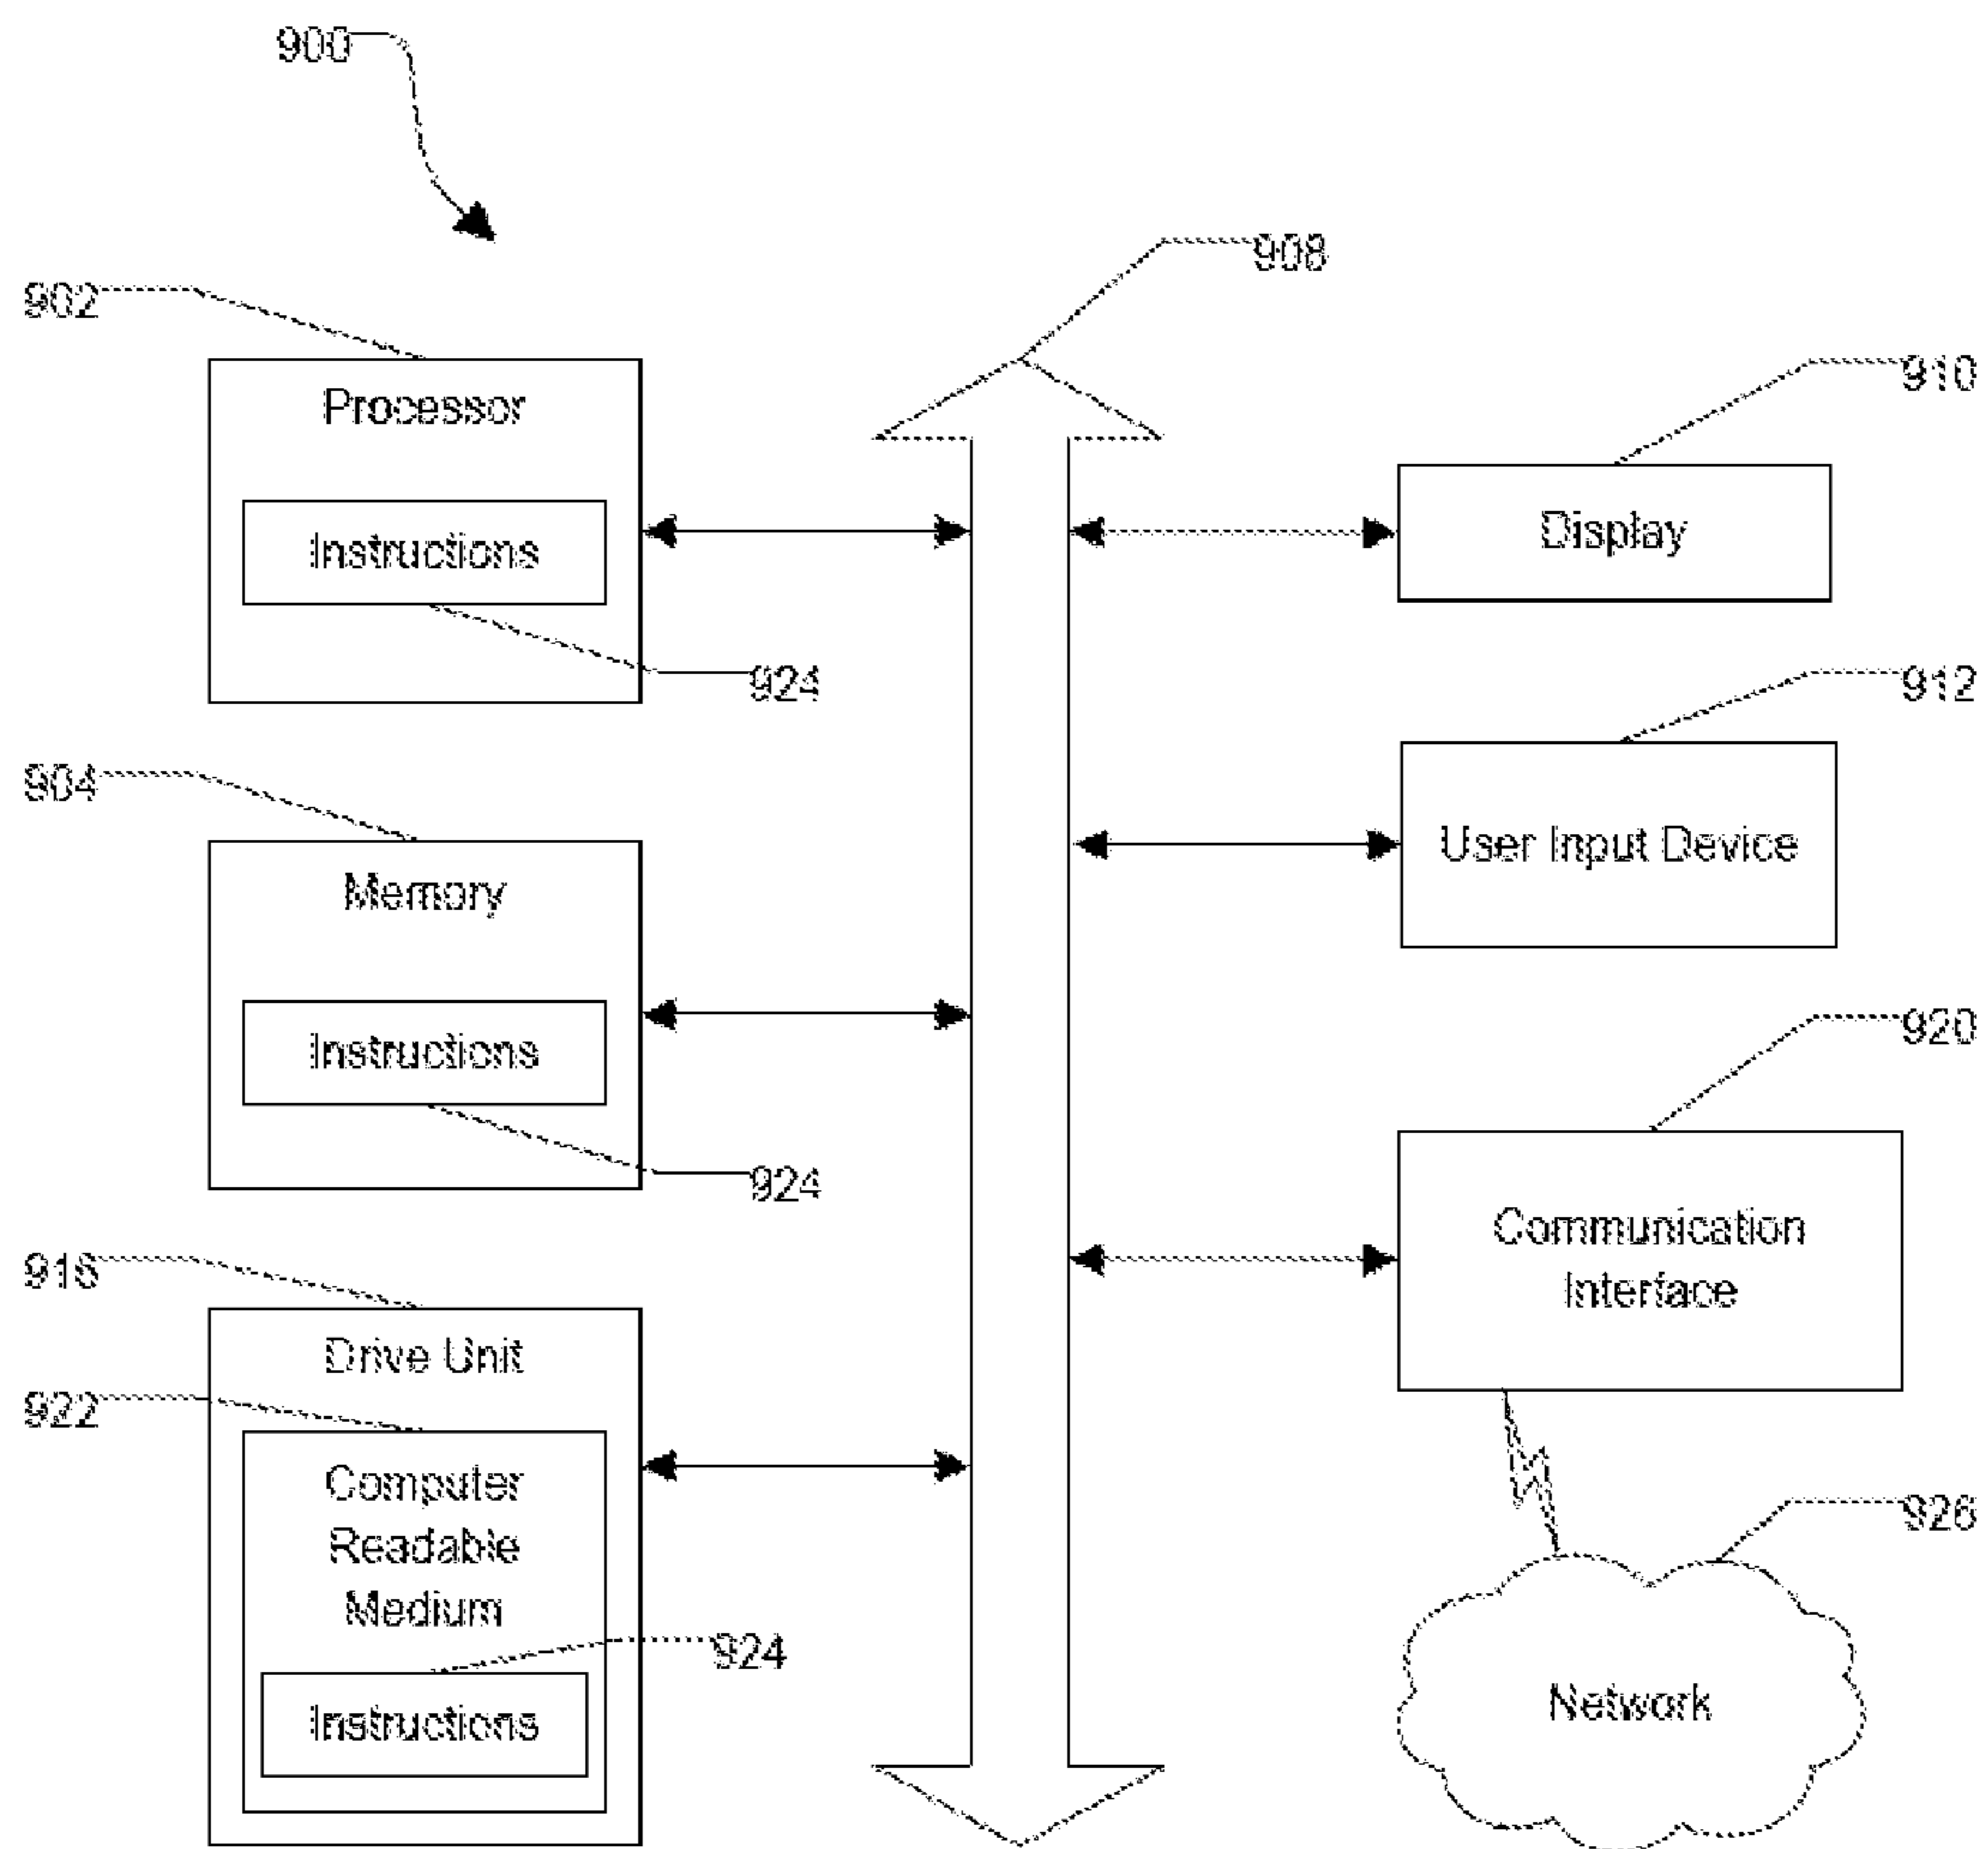 900
908
902
910
Processor
Display
Instructions
924
912
904
User Input Device
Memory
920
Instructions
924
Communication
Interface
918
Drive Unit
922
Computer
Readable
Medium
926
924
Network
Instructions